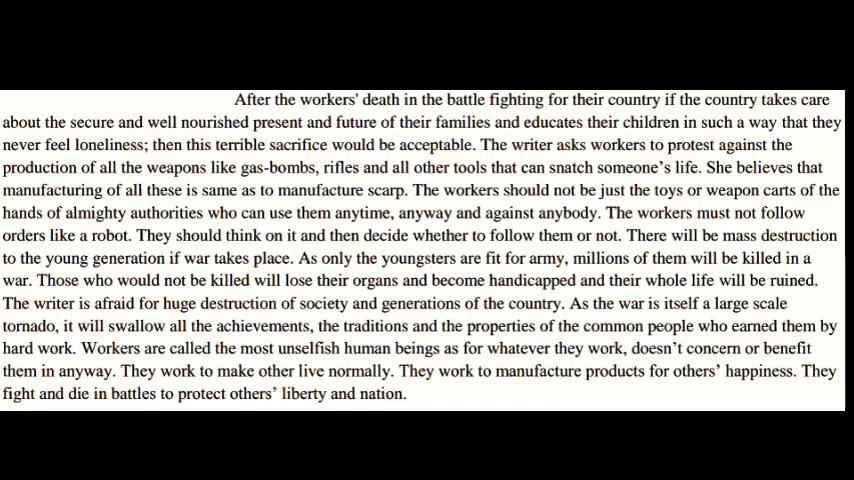 After the workers' death in the battle fighting for their country if the country takes care
about the secure and well nourished present and future of their families and educates their children in such a way that they
never feel loneliness; then this terrible sacrifice would be acceptable. The writer asks workers to protest against the
production of all the weapons like gas-bombs, rifles and all other tools that can snatch someone's life. She believes that
manufacturing of all these is same as to manufacture scarp. The workers should not be just the toys or weapon carts of the
hands of almighty authorities who can use them anytime, anyway and against anybody. The workers must not follow
orders like a robot. They should think on it and then decide whether to follow them or not. There will be mass destruction
to the young generation if war takes place. As only the youngsters are fit for army, millions of them will be killed in a
war. Those who would not be killed will lose their organs and become handicapped and their whole life will be ruined.
The writer is afraid for huge destruction of society and generations of the country. As the war is itself a large scale
tornado, it will swallow all the achievements, the traditions and the properties of the common people who earned them by
hard work. Workers are called the most unselfish human beings as for whatever they work, doesn't concern or benefit
them in anyway. They work to make other live normally. They work to manufacture products for others' happiness. They
fight and die in battles to protect others' liberty and nation.